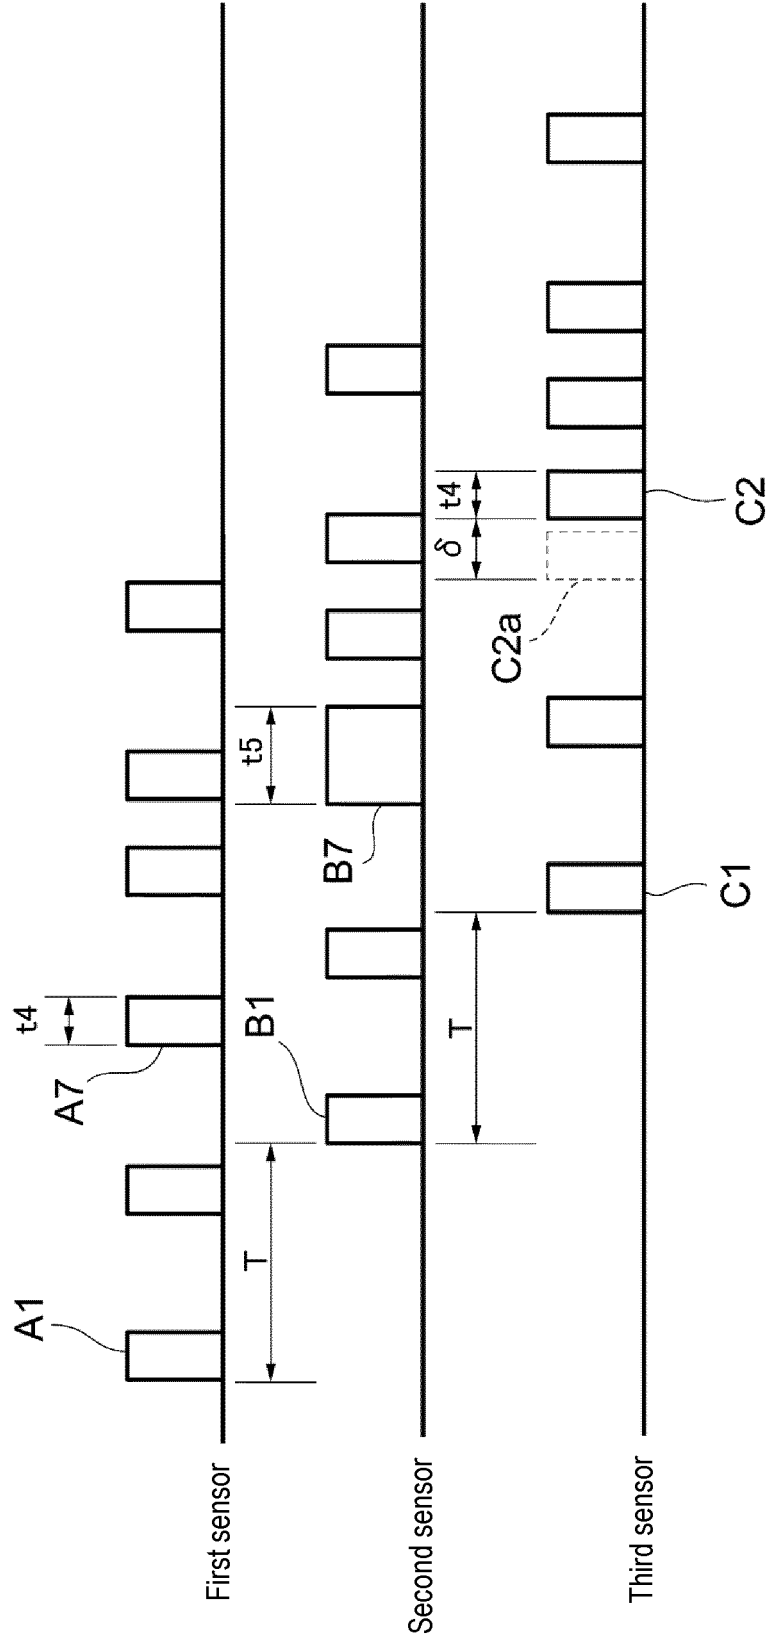 First sensor
A1
A7
t4
T
Second sensor
B1
B7
t5
T
δ
t4
Third sensor
C1
C2a
C2